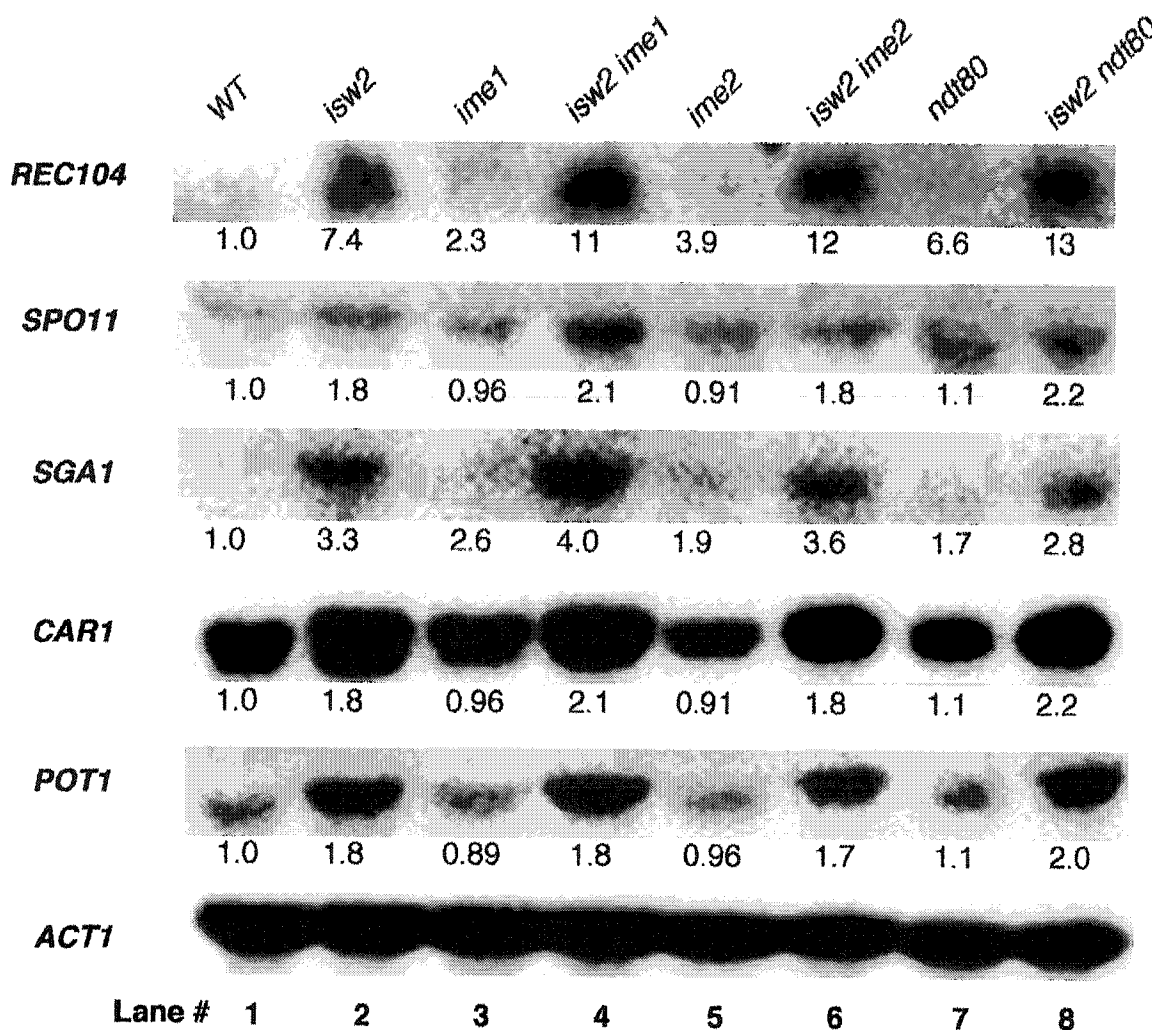 WT isw2 ime1 isw2 ime1 ime2 isw2 ime2 ndt80 isw2 ndt80
REC104
1.0 7.4 2.3 11 3.9 12 6.6 13
SPO11
1.0 1.8 0.96 2.1 0.91 1.8 1.1 2.2
SGA1
1.0 3.3 2.6 4.0 1.9 3.6 1.7 2.8
CAR1
1.0 1.8 0.96 2.1 0.91 1.8 1.1 2.2
POT1
1.0 1.8 0.89 1.8 0.96 1.7 1.1 2.0
ACT1
Lane # 1 2 3 4 5 6 7 8